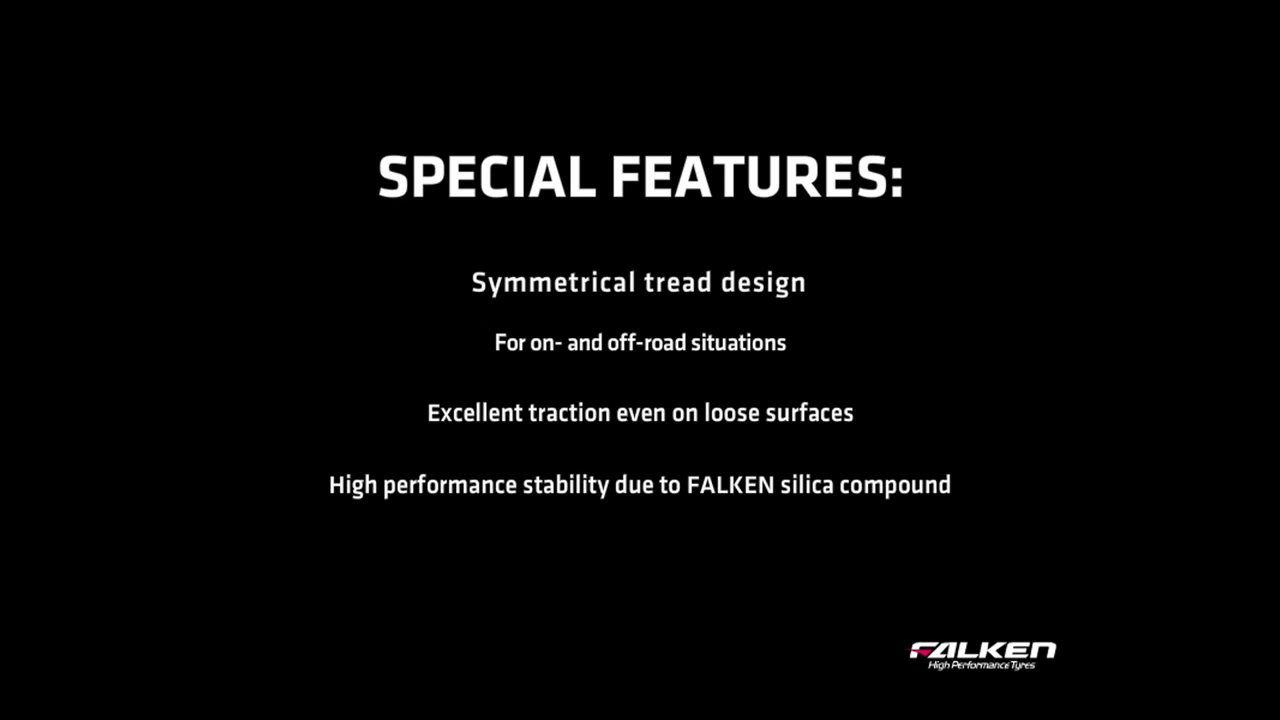 SPECIAL FEATURES:
Symmetrical tread design
For on- and off-road situations
Excellent traction even on loose surfaces
High performance stability due to FALKEN silica compound
FALKEN
High Performance Tyres